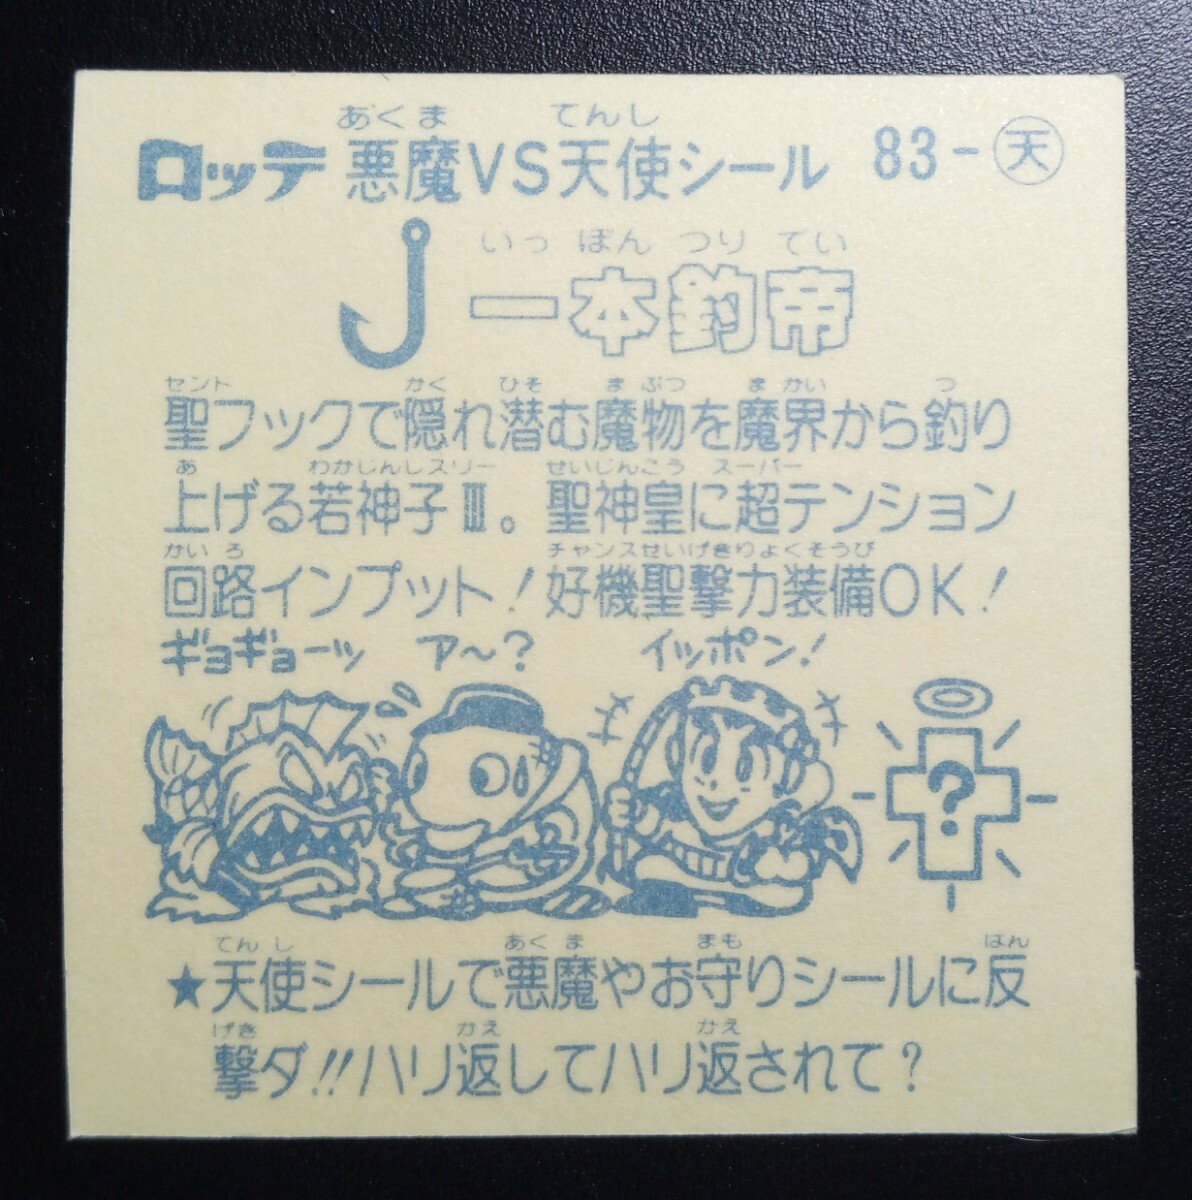 あくま てんし
ロッテ 悪魔VS天使シール 83-天
いっ ぽん つり てい
一本釣帝
セント かく ひそ ま ぶつ ま かい つ
聖フックで隠れ潜む魔物を魔界から釣り
あ わかじんしスリー せいじんこう スーパー
上げる若神子Ⅲ。聖神皇に超テンション
かい ろ チャンスせいげきりょくそうび
回路インプット!好機聖撃力装備OK!
ギョギョーッ ア〜? イッポン!
?
てん し あく ま まも はん
★天使シールで悪魔やお守りシールに反
げき かえ かえ
撃ダ!!ハリ返してハリ返されて?